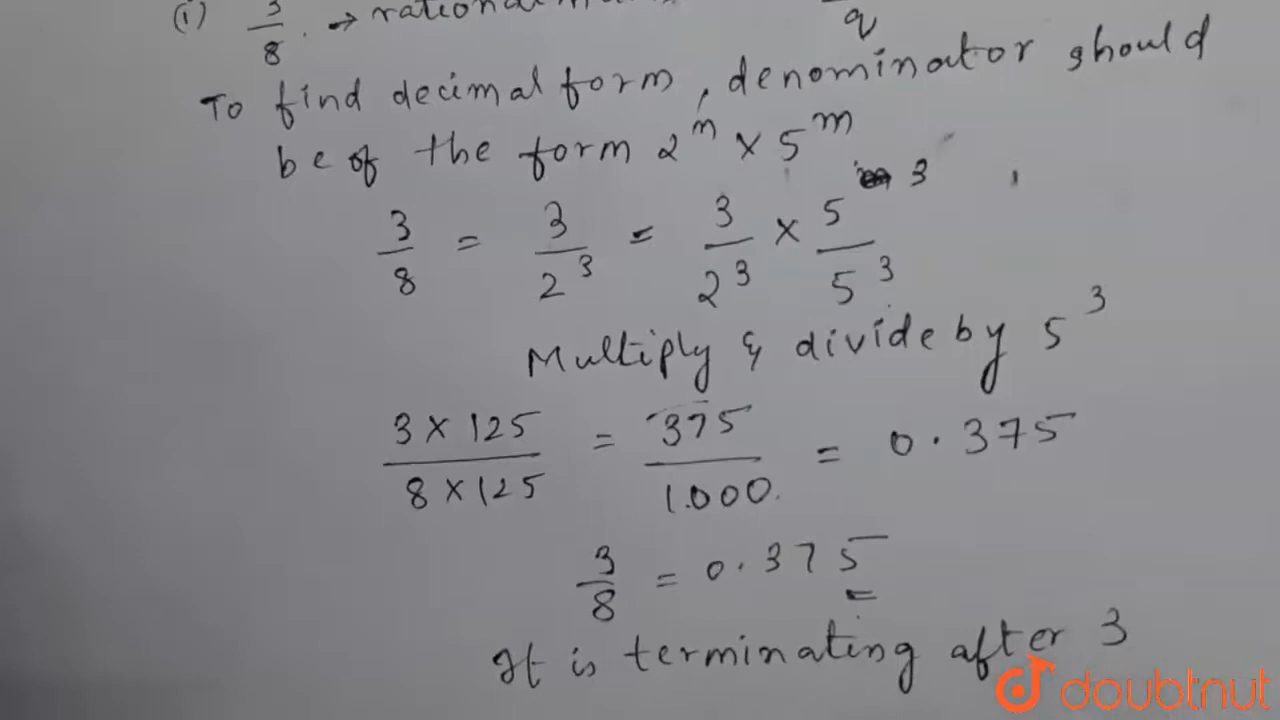 (i) 3/8 → rational q
To find decimal form, denominator should
be of the form 2^n × 5^m
3/8 = 3/2^3 = 3/2^3 × 5^3/5^3
Multiply & divide by 5^3
3 × 125/8 × 125 = 375/1.000. = 0.375
3/8 = 0.375
It is terminating after 3
doubtnut